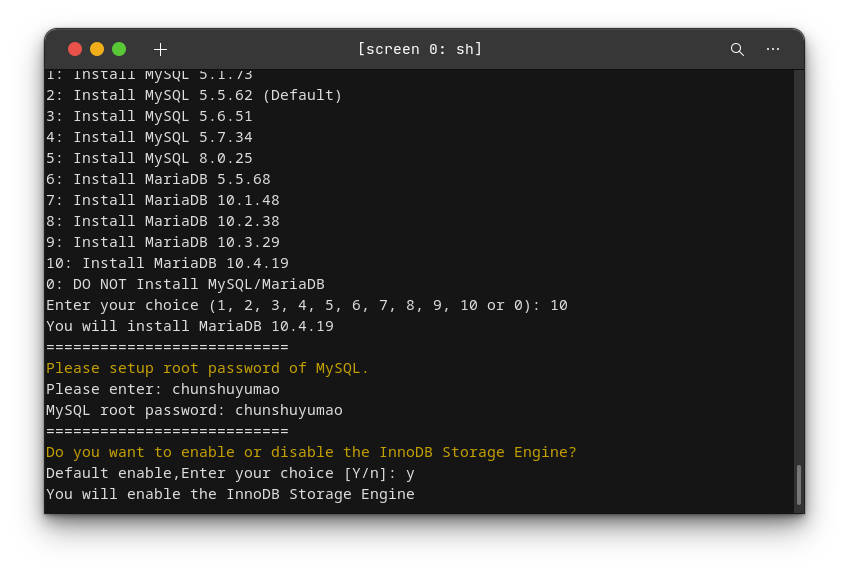 [screen 0: sh]
1: Install MySQL 5.1.73
2: Install MySQL 5.5.62 (Default)
3: Install MySQL 5.6.51
4: Install MySQL 5.7.34
5: Install MySQL 8.0.25
6: Install MariaDB 5.5.68
7: Install MariaDB 10.1.48
8: Install MariaDB 10.2.38
9: Install MariaDB 10.3.29
10: Install MariaDB 10.4.19
0: DO NOT Install MySQL/MariaDB
Enter your choice (1, 2, 3, 4, 5, 6, 7, 8, 9, 10 or 0): 10
You will install MariaDB 10.4.19
===========================
Please setup root password of MySQL.
Please enter: chunshuyumao
MySQL root password: chunshuyumao
===========================
Do you want to enable or disable the InnoDB Storage Engine?
Default enable,Enter your choice [Y/n]: y
You will enable the InnoDB Storage Engine